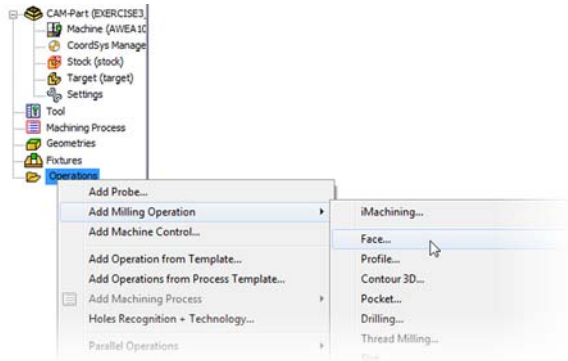 CAM-Part (EXERCISE3_
Machine (AWEA10
CoordSys Manage
Stock (stock)
Target (target)
Settings
Tool
Machining Process
Geometries
Fixtures
Operations
Add Probe...
Add Milling Operation
Add Machine Control...
Add Operation from Template...
Add Operations from Process Template...
Add Machining Process
Holes Recognition + Technology...
Parallel Operations
iMachining...
Face...
Profile...
Contour 3D...
Pocket...
Drilling...
Thread Milling...